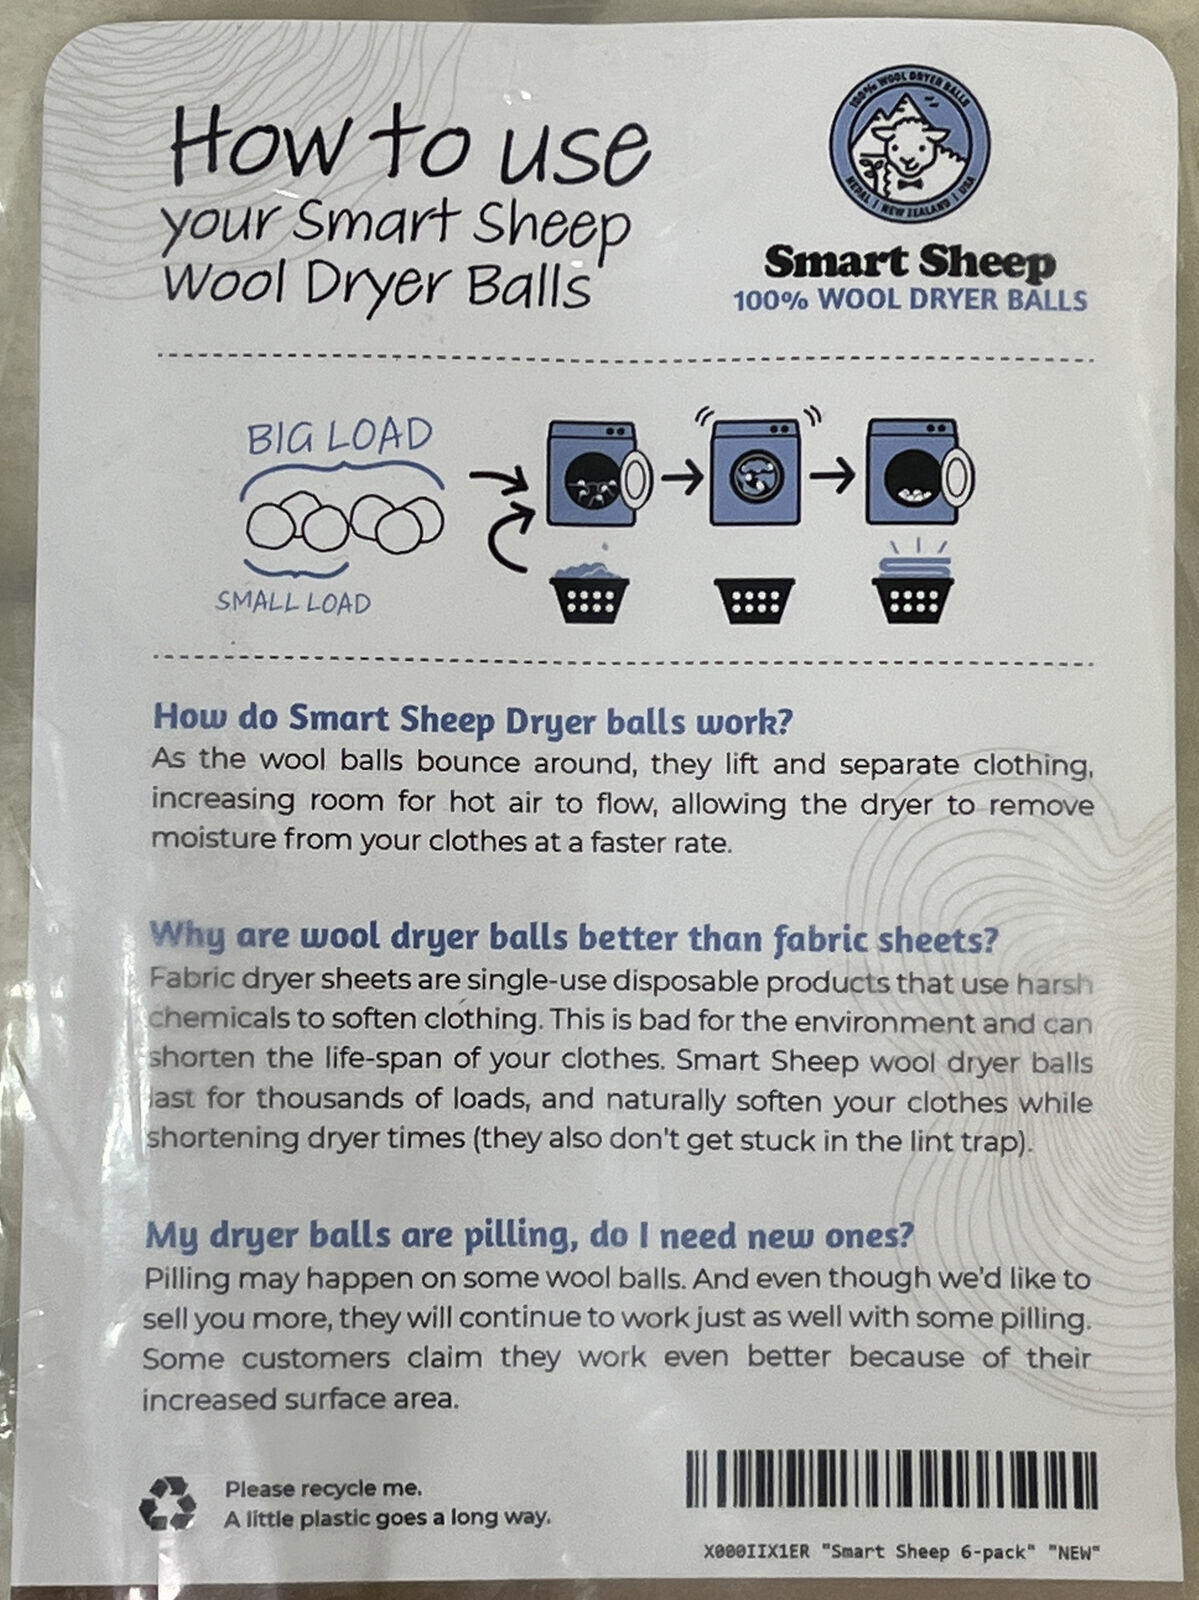 How to use
your Smart Sheep
Wool Dryer Balls
100% WOOL DRYER BALLS
NEPAL | NEW ZEALAND | USA
Smart Sheep
100% WOOL DRYER BALLS
BIG LOAD
SMALL LOAD
How do Smart Sheep Dryer balls work?
As the wool balls bounce around, they lift and separate clothing,
increasing room for hot air to flow, allowing the dryer to remove
moisture from your clothes at a faster rate.
Why are wool dryer balls better than fabric sheets?
Fabric dryer sheets are single-use disposable products that use harsh
chemicals to soften clothing. This is bad for the environment and can
shorten the life-span of your clothes. Smart Sheep wool dryer balls
last for thousands of loads, and naturally soften your clothes while
shortening dryer times (they also don't get stuck in the lint trap).
My dryer balls are pilling, do I need new ones?
Pilling may happen on some wool balls. And even though we'd like to
sell you more, they will continue to work just as well with some pilling.
Some customers claim they work even better because of their
increased surface area.
Please recycle me.
A little plastic goes a long way.
X000IIX1ER "Smart Sheep 6-pack" "NEW"